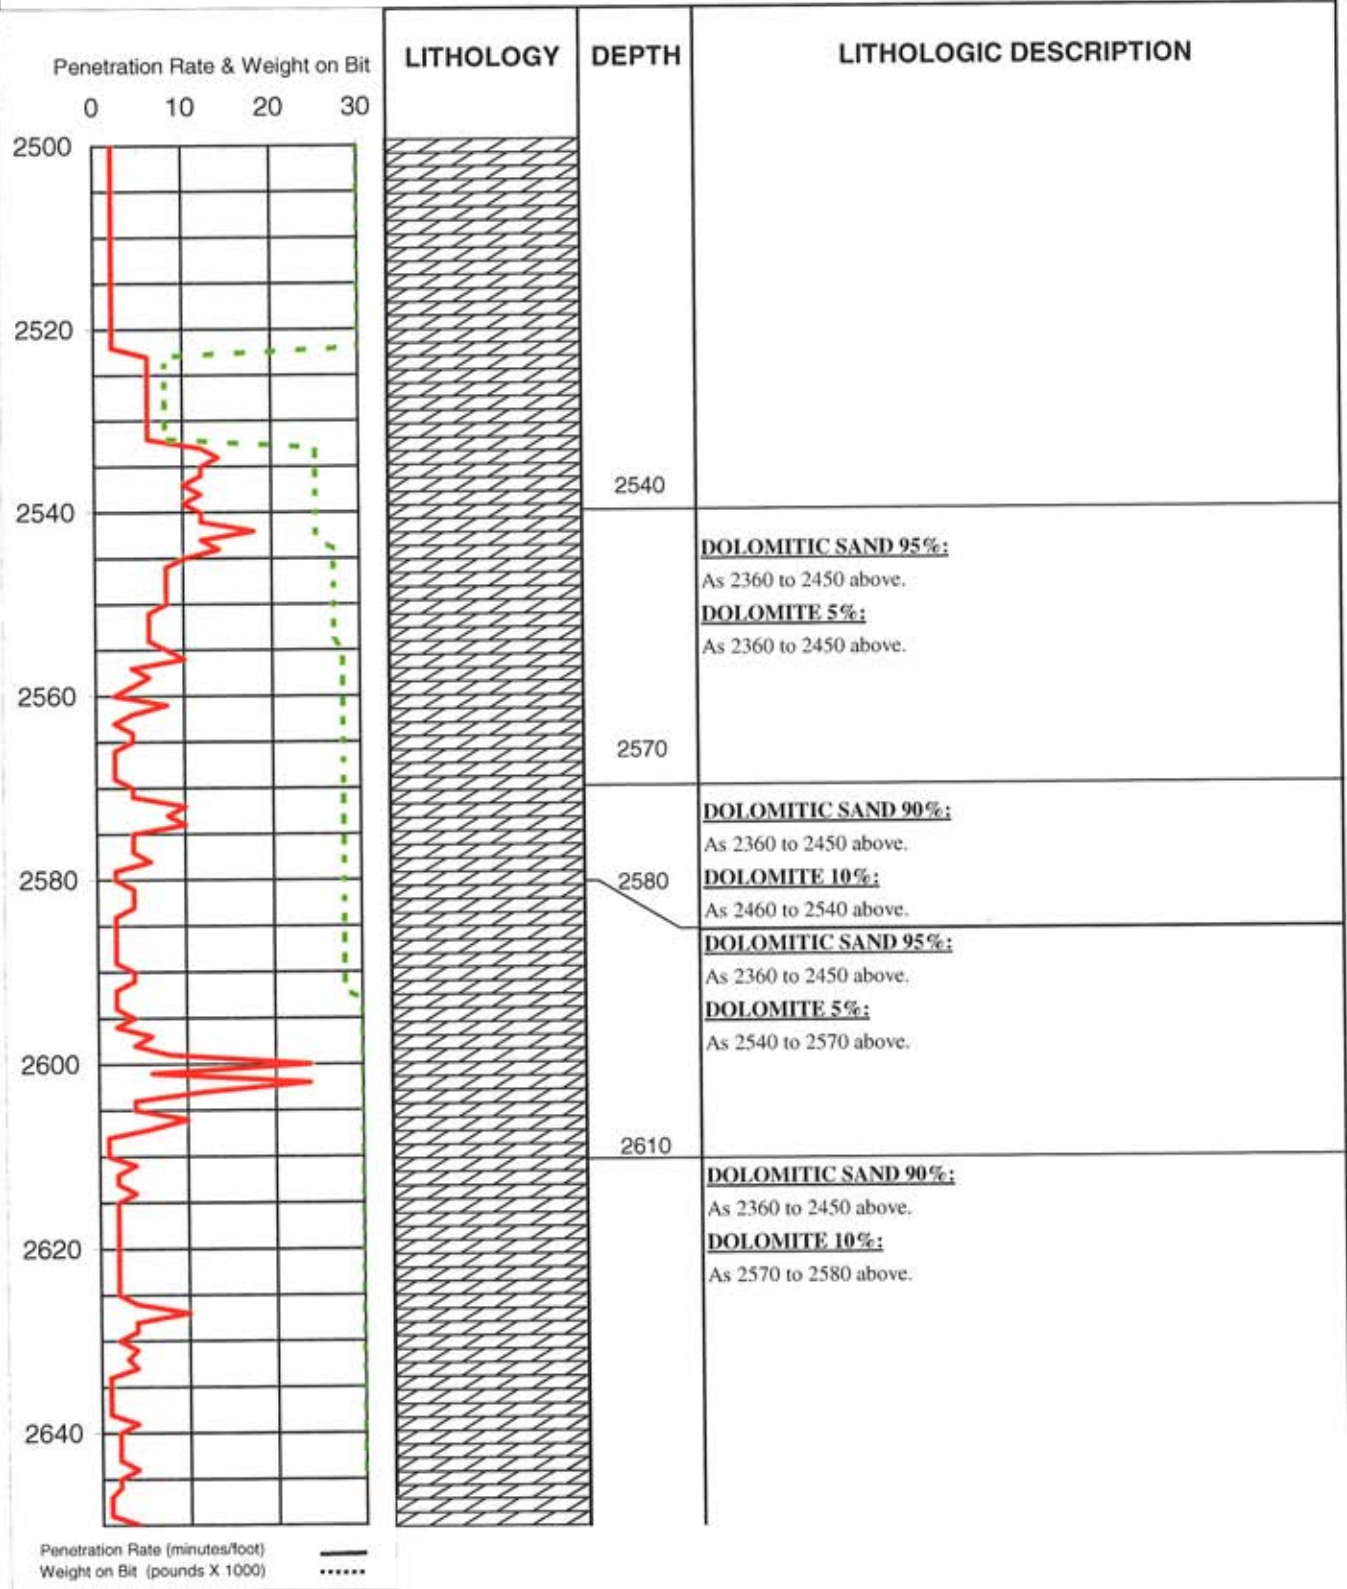 Penetration Rate & Weight on Bit
0 10 20 30
LITHOLOGY
DEPTH
LITHOLOGIC DESCRIPTION
2500
2520
2540
2560
2580
2600
2620
2640
2540
DOLOMITIC SAND 95%:
As 2360 to 2450 above.
DOLOMITE 5%:
As 2360 to 2450 above.
2570
DOLOMITIC SAND 90%:
As 2360 to 2450 above.
DOLOMITE 10%:
As 2460 to 2540 above.
2580
DOLOMITIC SAND 95%:
As 2360 to 2450 above.
DOLOMITE 5%:
As 2540 to 2570 above.
2610
DOLOMITIC SAND 90%:
As 2360 to 2450 above.
DOLOMITE 10%:
As 2570 to 2580 above.
Penetration Rate (minutes/foot)
Weight on Bit (pounds X 1000)